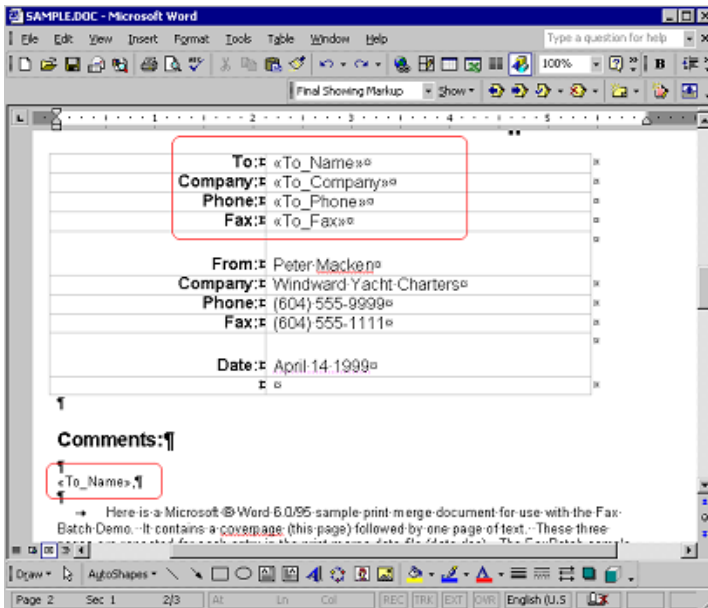 SAMPLE.DOC - Microsoft Word
File Edit View Insert Format Tools Table Window Help Type a question for help
100% B
Final Showing Markup Show
L 1 2 3 4 5
To:¤ «To_Name»¤
Company:¤ «To_Company»¤
Phone:¤ «To_Phone»¤
Fax:¤ «To_Fax»¤
From:¤ Peter·Macken¤
Company:¤ Windward·Yacht·Charters¤
Phone:¤ (604)·555-9999¤
Fax:¤ (604)·555-1111¤
Date:¤ April·14·1999¤
¤ ¤
¶
Comments:¶
¶
«To_Name»,¶
¶
→ Here·is·a·Microsoft·®·Word·6.0/95·sample·print·merge·document·for·use·with·the·Fax·
Batch·Demo.··It·contains·a·coverpage·(this·page)·followed·by·one·page·of·text.··These·three·
Draw AutoShapes
Page 2 Sec 1 2/3 At Ln Col REC TRK EXT OVR English (U.S